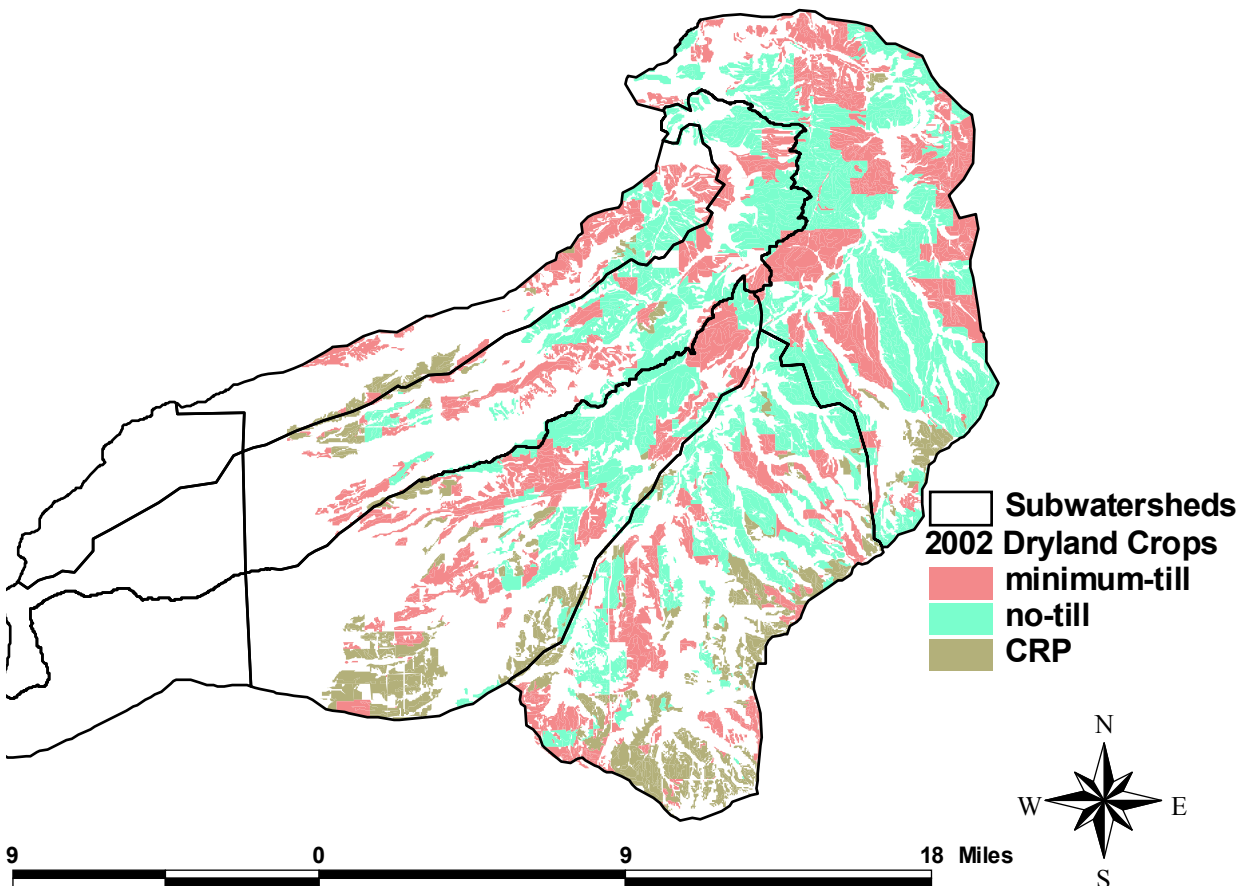 Subwatersheds
2002 Dryland Crops
minimum-till
no-till
CRP
N
W E
S
9 0 9 18 Miles